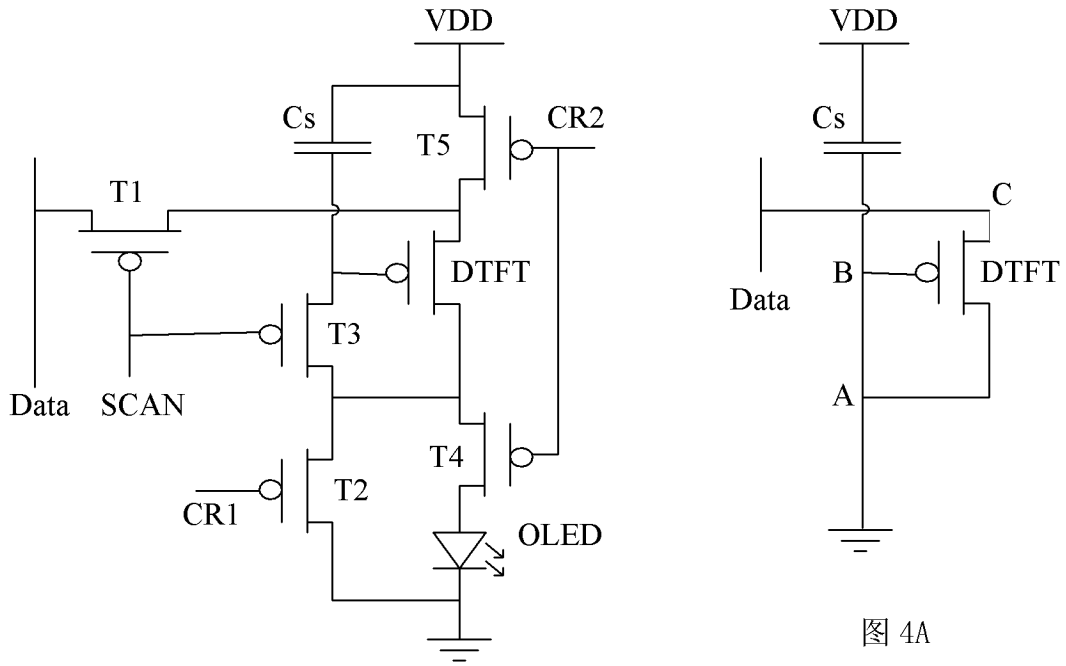 VDD
Cs
T5
CR2
T1
DTFT
T3
Data
SCAN
T4
T2
CR1
OLED
VDD
Cs
C
B
DTFT
Data
A
图 4A